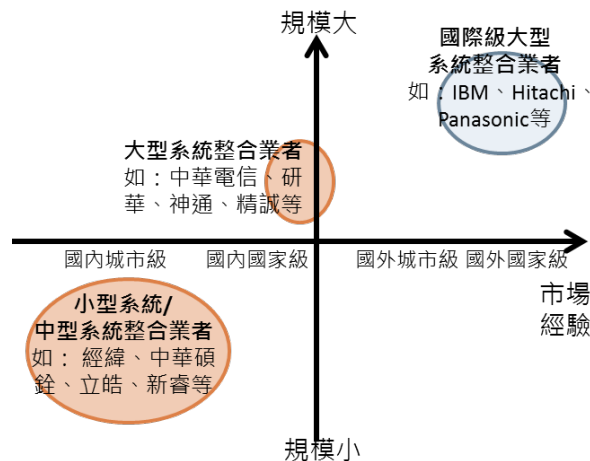 規模大
國際級大型
系統整合業者
如：IBM、Hitachi、
Panasonic等
大型系統整合業者
如：中華電信、研
華、神通、精誠等
國內城市級
國內國家級
國外城市級
國外國家級
市場
經驗
小型系統/
中型系統整合業者
如： 經緯、中華碩
銓、立皓、新睿等
規模小